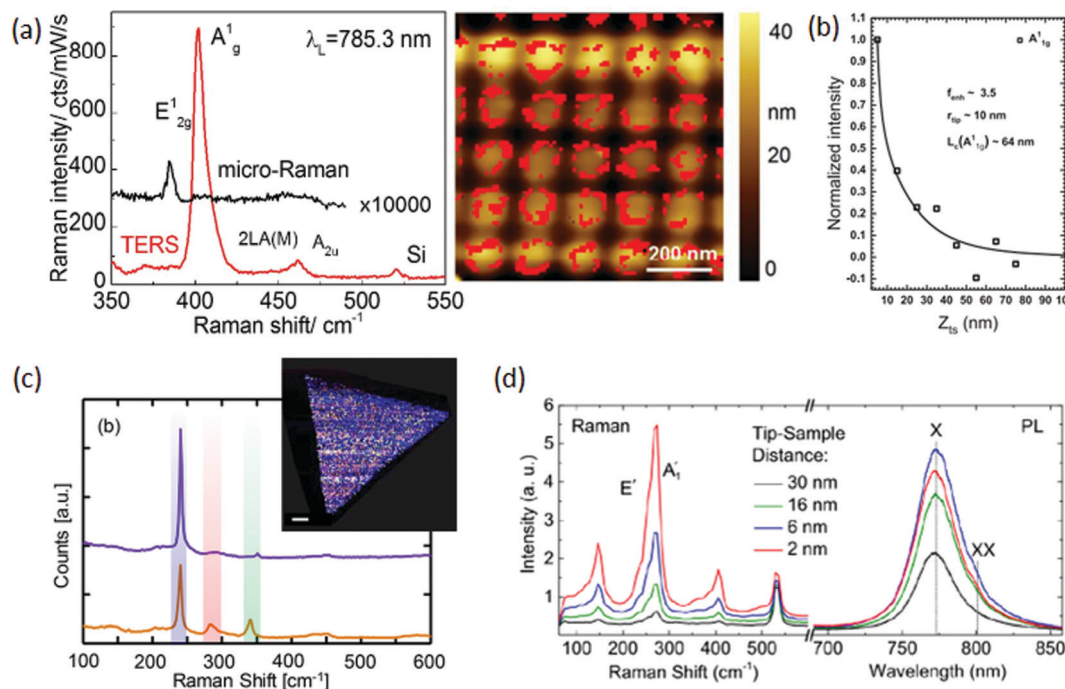 (a)
Raman intensity/ cts/mW/s
800
600
400
200
0
350 400 450 500 550
Raman shift/ cm⁻¹
λL=785.3 nm
A¹g
E¹2g
micro-Raman
x10000
TERS
2LA(M) A2u
Si
200 nm
40
nm
20
0
(b)
Normalized intensity
1.1
1.0
0.9
0.8
0.7
0.6
0.5
0.4
0.3
0.2
0.1
0.0
-0.1
A¹1g
fenh ~ 3.5
rtip ~ 10 nm
Lc(A¹1g) ~ 64 nm
10 20 30 40 50 60 70 80 90 100
Zts (nm)
(c)
(b)
Counts [a.u.]
100 200 300 400 500 600
Raman Shift [cm⁻¹]
(d)
Intensity (a. u.)
6
5
4
3
2
1
0
Raman
E′
A′1
Tip-Sample
Distance:
30 nm
16 nm
6 nm
2 nm
X
PL
XX
100 200 300 400 500
Raman Shift (cm⁻¹)
700 750 800 850
Wavelength (nm)